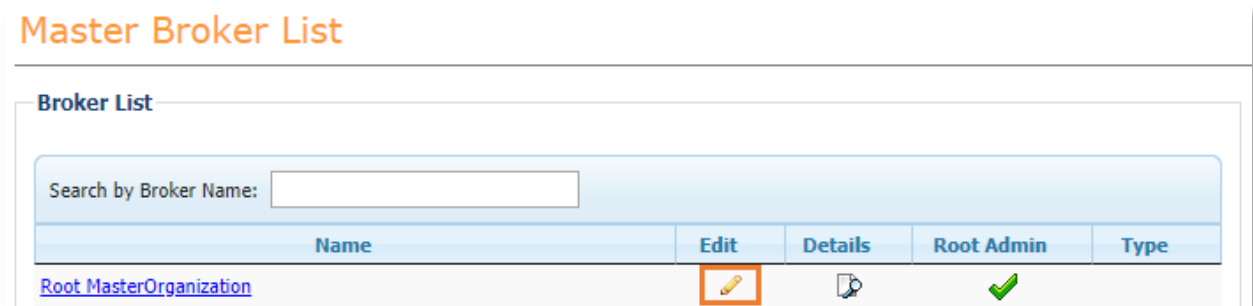 Master Broker List
Broker List
Search by Broker Name:
Name Edit Details Root Admin Type
Root MasterOrganization